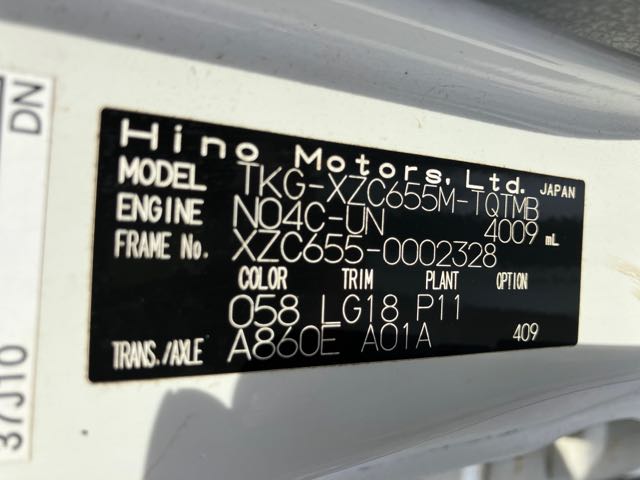 Hino Motors, Ltd. JAPAN
MODEL TKG-XZC655M-TQTMB
ENGINE N04C-UN 4009 mL
FRAME No. XZC655-0002328
COLOR TRIM PLANT OPTION
058 LG18 P11
TRANS./AXLE A860E A01A 409
37J10 DN